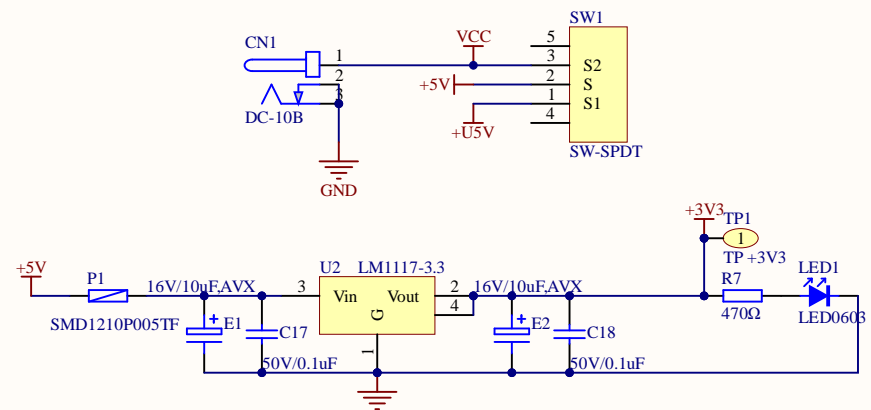 SW1
CN1
VCC
5
1
3
S2
2
+5V
2
S
3
1
S1
DC-10B
+U5V
4
SW-SPDT
GND
+3V3
TP1
1
TP +3V3
+5V
P1
U2
LM1117-3.3
R7
LED1
16V/10uF,AVX
3
Vin
Vout
2
16V/10uF,AVX
4
G
SMD1210P005TF
E1
C17
E2
C18
470Ω
LED0603
1
50V/0.1uF
50V/0.1uF